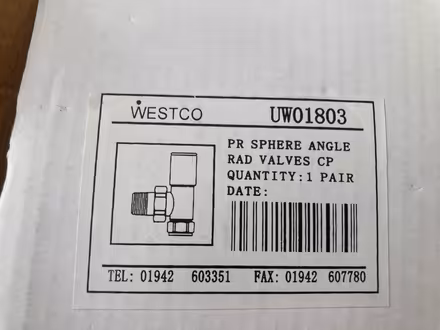 WESTCO UW01803
PR SPHERE ANGLE
RAD VALVES CP
QUANTITY:1 PAIR
DATE:
TEL: 01942 603351 FAX: 01942 607780